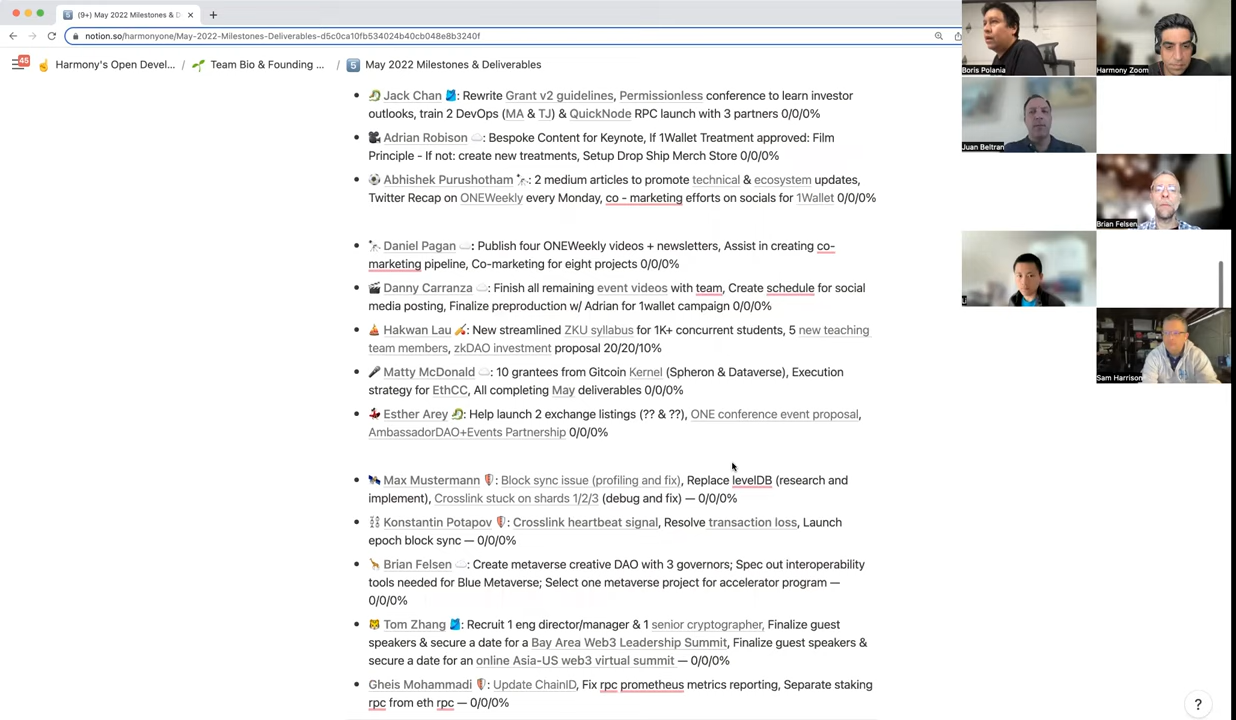 (9+) May 2022 Milestones & D
notion.so/harmonyone/May-2022-Milestones-Deliverables-d5c0ca10fb534024b40cb048e8b3240f
45
Harmony's Open Devel... / Team Bio & Founding ... / May 2022 Milestones & Deliverables
Jack Chan: Rewrite Grant v2 guidelines, Permissionless conference to learn investor
outlooks, train 2 DevOps (MA & TJ) & QuickNode RPC launch with 3 partners 0/0/0%
Adrian Robison: Bespoke Content for Keynote, If 1Wallet Treatment approved: Film
Principle - If not: create new treatments, Setup Drop Ship Merch Store 0/0/0%
Abhishek Purushotham: 2 medium articles to promote technical & ecosystem updates,
Twitter Recap on ONEWeekly every Monday, co - marketing efforts on socials for 1Wallet 0/0/0%
Daniel Pagan: Publish four ONEWeekly videos + newsletters, Assist in creating co-
marketing pipeline, Co-marketing for eight projects 0/0/0%
Danny Carranza: Finish all remaining event videos with team, Create schedule for social
media posting, Finalize preproduction w/ Adrian for 1wallet campaign 0/0/0%
Hakwan Lau: New streamlined ZKU syllabus for 1K+ concurrent students, 5 new teaching
team members, zkDAO investment proposal 20/20/10%
Matty McDonald: 10 grantees from Gitcoin Kernel (Spheron & Dataverse), Execution
strategy for EthCC, All completing May deliverables 0/0/0%
Esther Arey: Help launch 2 exchange listings (?? & ??), ONE conference event proposal,
AmbassadorDAO+Events Partnership 0/0/0%
Max Mustermann: Block sync issue (profiling and fix), Replace levelDB (research and
implement), Crosslink stuck on shards 1/2/3 (debug and fix) — 0/0/0%
Konstantin Potapov: Crosslink heartbeat signal, Resolve transaction loss, Launch
epoch block sync — 0/0/0%
Brian Felsen: Create metaverse creative DAO with 3 governors; Spec out interoperability
tools needed for Blue Metaverse; Select one metaverse project for accelerator program —
0/0/0%
Tom Zhang: Recruit 1 eng director/manager & 1 senior cryptographer, Finalize guest
speakers & secure a date for a Bay Area Web3 Leadership Summit, Finalize guest speakers &
secure a date for an online Asia-US web3 virtual summit — 0/0/0%
Gheis Mohammadi: Update ChainID, Fix rpc prometheus metrics reporting, Separate staking
rpc from eth rpc — 0/0/0%
Boris Polania
Harmony Zoom
Juan Beltran
Brian Felsen
Sam Harrison
?